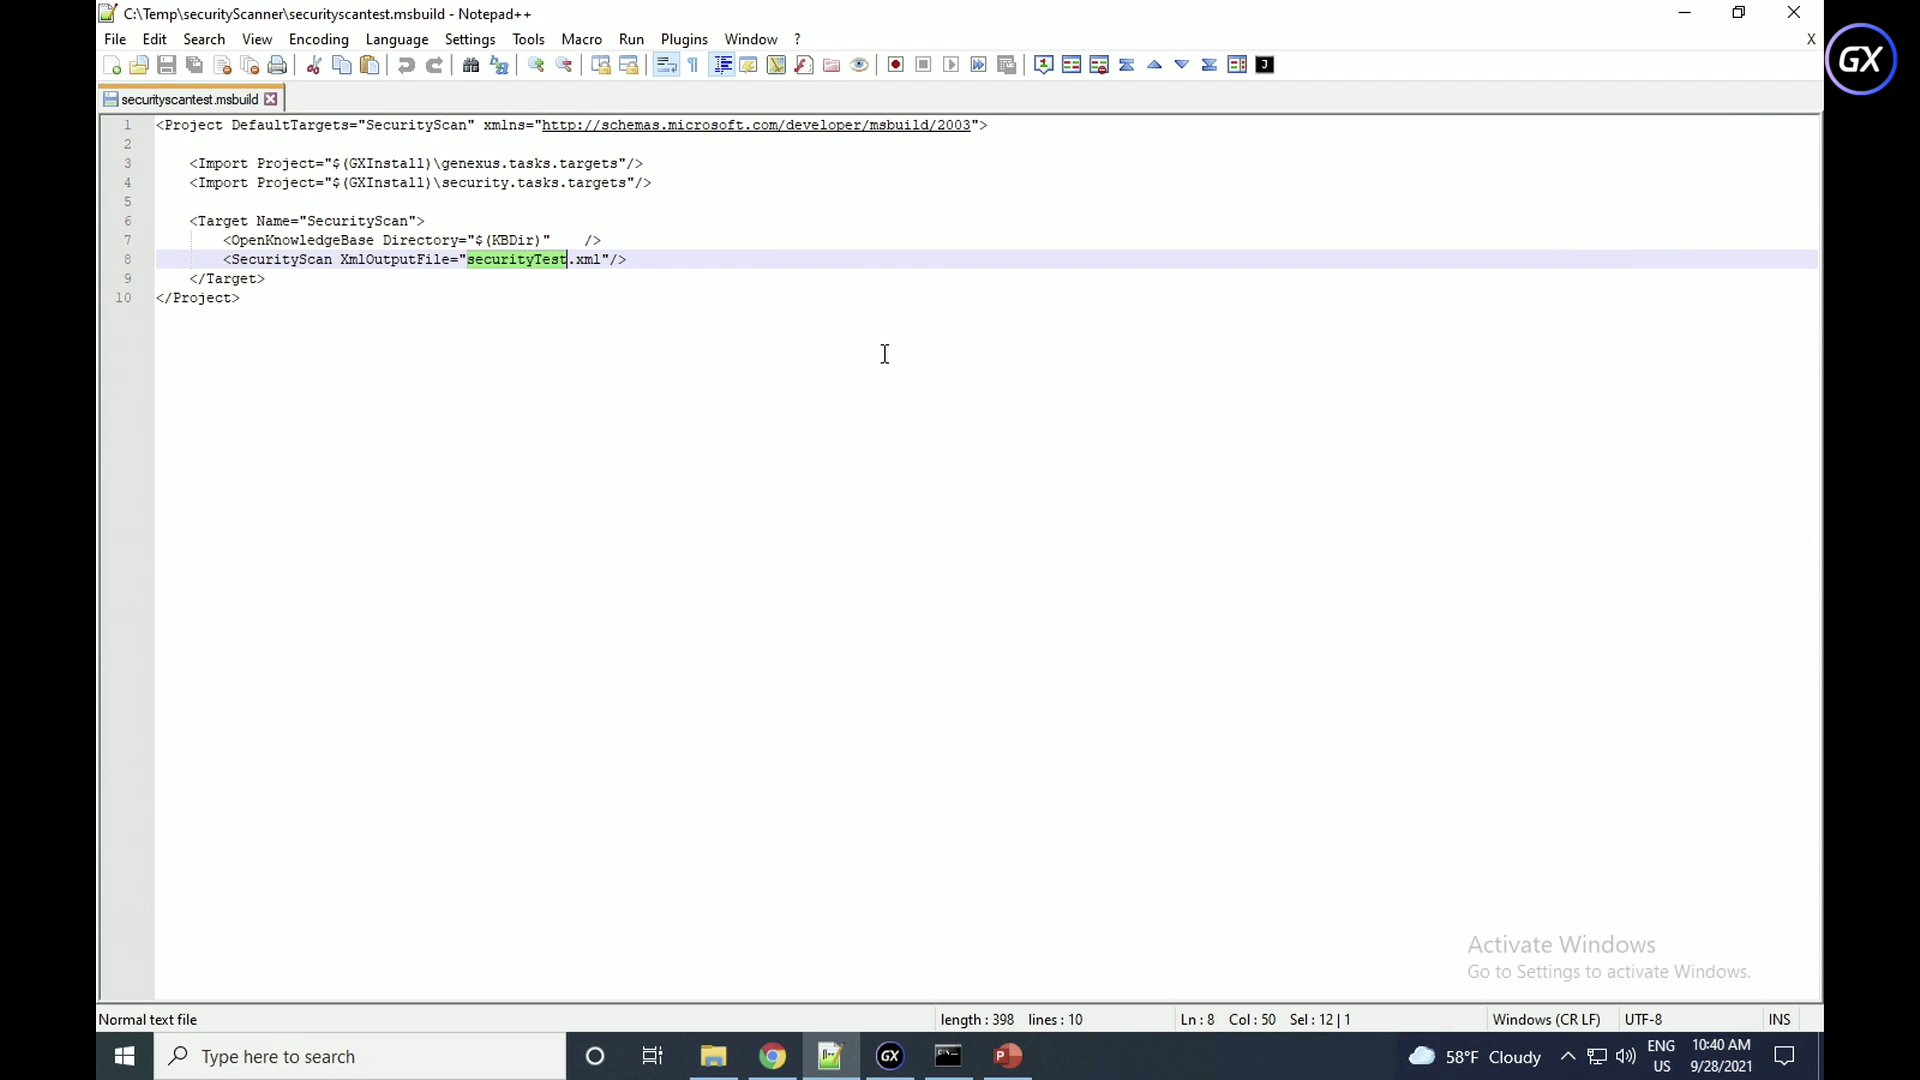 C:\Temp\securityScanner\securityscantest.msbuild - Notepad++
File Edit Search View Encoding Language Settings Tools Macro Run Plugins Window ? X
securityscantest.msbuild
1 <Project DefaultTargets="SecurityScan" xmlns="http://schemas.microsoft.com/developer/msbuild/2003">
2
3 <Import Project="$(GXInstall)\genexus.tasks.targets"/>
4 <Import Project="$(GXInstall)\security.tasks.targets"/>
5
6 <Target Name="SecurityScan">
7 <OpenKnowledgeBase Directory="$(KBDir)" />
8 <SecurityScan XmlOutputFile="securityTest.xml"/>
9 </Target>
10 </Project>
GX
Activate Windows
Go to Settings to activate Windows.
Normal text file length : 398 lines : 10 Ln : 8 Col : 50 Sel : 12 | 1 Windows (CR LF) UTF-8 INS
Type here to search GX 58°F Cloudy ENG US 10:40 AM 9/28/2021